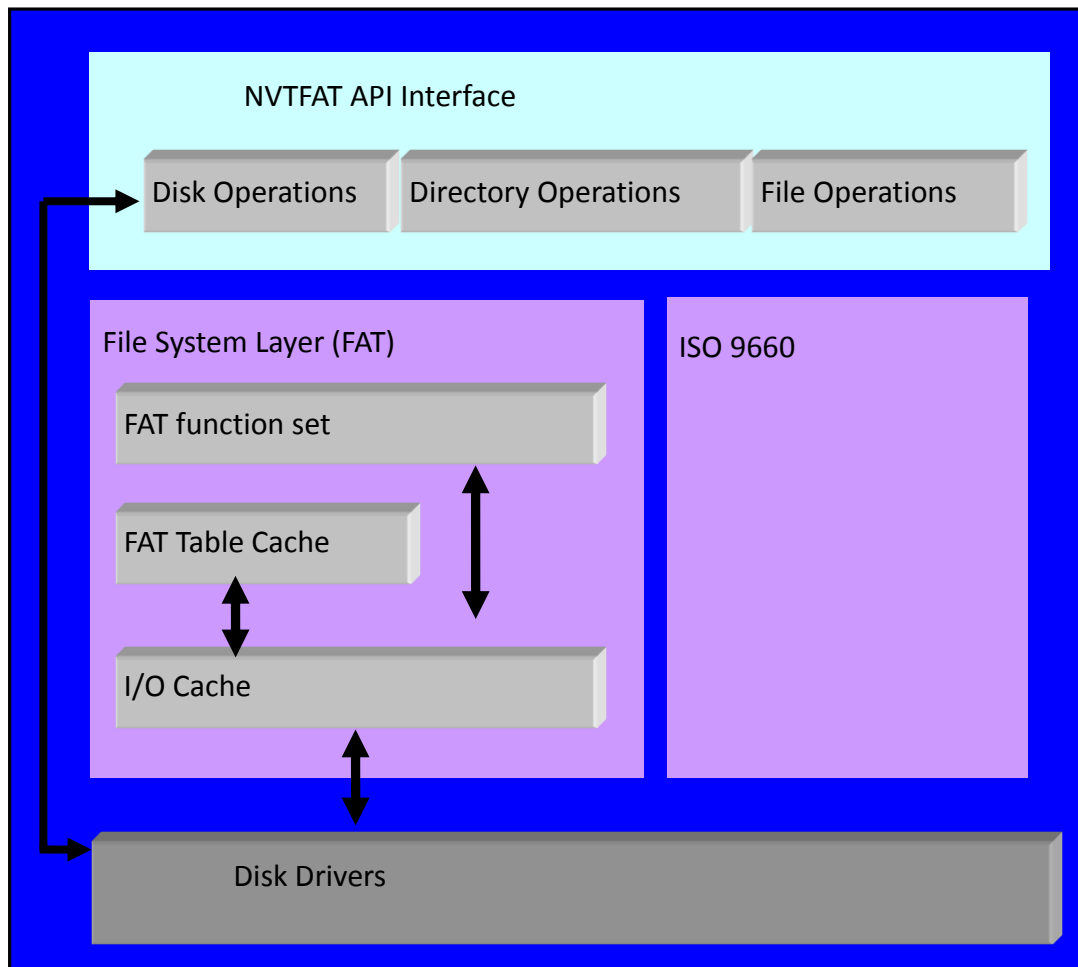 NVTFAT API Interface
Disk Operations
Directory Operations
File Operations
File System Layer (FAT)
FAT function set
FAT Table Cache
I/O Cache
ISO 9660
Disk Drivers